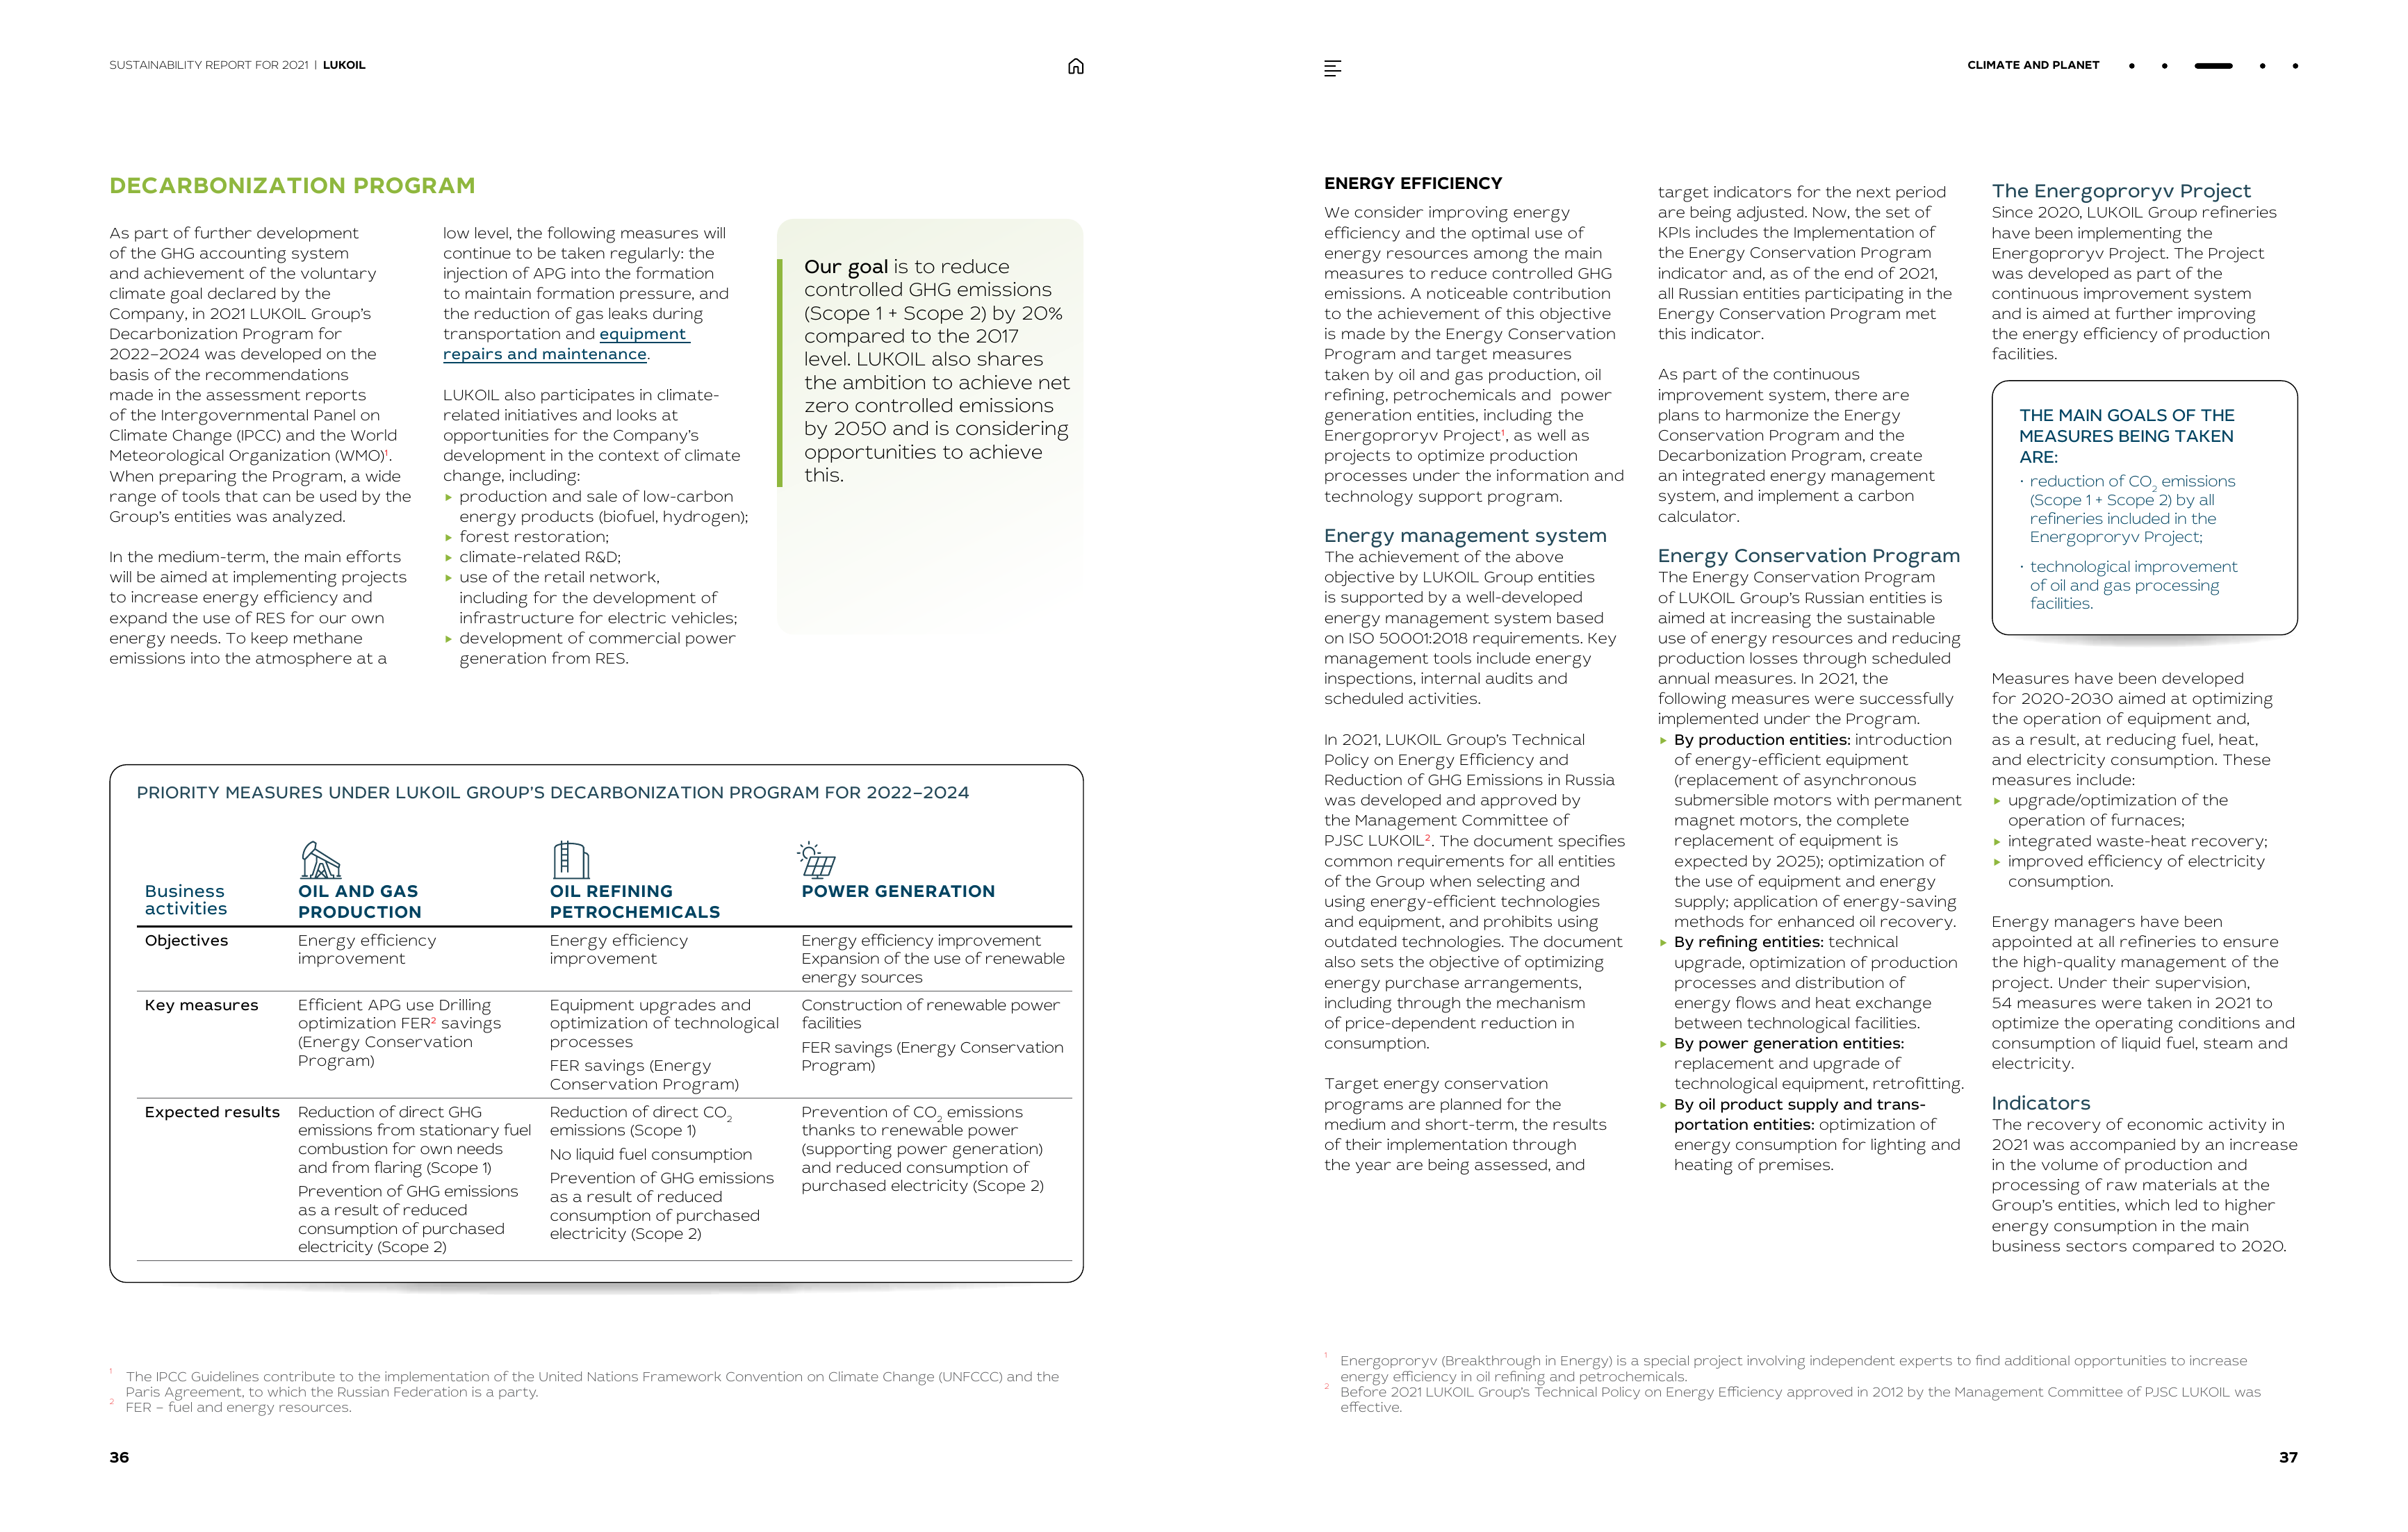 SUSTAINABILITY REPORT FOR 2021 | LUKOIL
DECARBONIZATION PROGRAM
As part of further development
of the GHG accounting system
and achievement of the voluntary
climate goal declared by the
Company, in 2021 LUKOIL Group's
Decarbonization Program for
2022–2024 was developed on the
basis of the recommendations
made in the assessment reports
of the Intergovernmental Panel on
Climate Change (IPCC) and the World
Meteorological Organization (WMO)¹.
When preparing the Program, a wide
range of tools that can be used by the
Group's entities was analyzed.
In the medium-term, the main efforts
will be aimed at implementing projects
to increase energy efficiency and
expand the use of RES for our own
energy needs. To keep methane
emissions into the atmosphere at a
low level, the following measures will
continue to be taken regularly: the
injection of APG into the formation
to maintain formation pressure, and
the reduction of gas leaks during
transportation and equipment
repairs and maintenance.
LUKOIL also participates in climate-
related initiatives and looks at
opportunities for the Company's
development in the context of climate
change, including:
▸ production and sale of low-carbon
energy products (biofuel, hydrogen);
▸ forest restoration;
▸ climate-related R&D;
▸ use of the retail network,
including for the development of
infrastructure for electric vehicles;
▸ development of commercial power
generation from RES.
Our goal is to reduce
controlled GHG emissions
(Scope 1 + Scope 2) by 20%
compared to the 2017
level. LUKOIL also shares
the ambition to achieve net
zero controlled emissions
by 2050 and is considering
opportunities to achieve
this.
PRIORITY MEASURES UNDER LUKOIL GROUP'S DECARBONIZATION PROGRAM FOR 2022–2024
Business
activities
OIL AND GAS
PRODUCTION
OIL REFINING
PETROCHEMICALS
POWER GENERATION
Objectives
Energy efficiency
improvement
Energy efficiency
improvement
Energy efficiency improvement
Expansion of the use of renewable
energy sources
Key measures
Efficient APG use Drilling
optimization FER² savings
(Energy Conservation
Program)
Equipment upgrades and
optimization of technological
processes
FER savings (Energy
Conservation Program)
Construction of renewable power
facilities
FER savings (Energy Conservation
Program)
Expected results
Reduction of direct GHG
emissions from stationary fuel
combustion for own needs
and from flaring (Scope 1)
Prevention of GHG emissions
as a result of reduced
consumption of purchased
electricity (Scope 2)
Reduction of direct CO₂
emissions (Scope 1)
No liquid fuel consumption
Prevention of GHG emissions
as a result of reduced
consumption of purchased
electricity (Scope 2)
Prevention of CO₂ emissions
thanks to renewable power
(supporting power generation)
and reduced consumption of
purchased electricity (Scope 2)
¹ The IPCC Guidelines contribute to the implementation of the United Nations Framework Convention on Climate Change (UNFCCC) and the
Paris Agreement, to which the Russian Federation is a party.
² FER – fuel and energy resources.
36
CLIMATE AND PLANET
ENERGY EFFICIENCY
We consider improving energy
efficiency and the optimal use of
energy resources among the main
measures to reduce controlled GHG
emissions. A noticeable contribution
to the achievement of this objective
is made by the Energy Conservation
Program and target measures
taken by oil and gas production, oil
refining, petrochemicals and power
generation entities, including the
Energoproryv Project¹, as well as
projects to optimize production
processes under the information and
technology support program.
Energy management system
The achievement of the above
objective by LUKOIL Group entities
is supported by a well-developed
energy management system based
on ISO 50001:2018 requirements. Key
management tools include energy
inspections, internal audits and
scheduled activities.
In 2021, LUKOIL Group's Technical
Policy on Energy Efficiency and
Reduction of GHG Emissions in Russia
was developed and approved by
the Management Committee of
PJSC LUKOIL². The document specifies
common requirements for all entities
of the Group when selecting and
using energy-efficient technologies
and equipment, and prohibits using
outdated technologies. The document
also sets the objective of optimizing
energy purchase arrangements,
including through the mechanism
of price-dependent reduction in
consumption.
Target energy conservation
programs are planned for the
medium and short-term, the results
of their implementation through
the year are being assessed, and
target indicators for the next period
are being adjusted. Now, the set of
KPIs includes the Implementation of
the Energy Conservation Program
indicator and, as of the end of 2021,
all Russian entities participating in the
Energy Conservation Program met
this indicator.
As part of the continuous
improvement system, there are
plans to harmonize the Energy
Conservation Program and the
Decarbonization Program, create
an integrated energy management
system, and implement a carbon
calculator.
Energy Conservation Program
The Energy Conservation Program
of LUKOIL Group's Russian entities is
aimed at increasing the sustainable
use of energy resources and reducing
production losses through scheduled
annual measures. In 2021, the
following measures were successfully
implemented under the Program.
▸ By production entities: introduction
of energy-efficient equipment
(replacement of asynchronous
submersible motors with permanent
magnet motors, the complete
replacement of equipment is
expected by 2025); optimization of
the use of equipment and energy
supply; application of energy-saving
methods for enhanced oil recovery.
▸ By refining entities: technical
upgrade, optimization of production
processes and distribution of
energy flows and heat exchange
between technological facilities.
▸ By power generation entities:
replacement and upgrade of
technological equipment, retrofitting.
▸ By oil product supply and trans-
portation entities: optimization of
energy consumption for lighting and
heating of premises.
The Energoproryv Project
Since 2020, LUKOIL Group refineries
have been implementing the
Energoproryv Project. The Project
was developed as part of the
continuous improvement system
and is aimed at further improving
the energy efficiency of production
facilities.
THE MAIN GOALS OF THE
MEASURES BEING TAKEN
ARE:
· reduction of CO₂ emissions
(Scope 1 + Scope 2) by all
refineries included in the
Energoproryv Project;
· technological improvement
of oil and gas processing
facilities.
Measures have been developed
for 2020-2030 aimed at optimizing
the operation of equipment and,
as a result, at reducing fuel, heat,
and electricity consumption. These
measures include:
▸ upgrade/optimization of the
operation of furnaces;
▸ integrated waste-heat recovery;
▸ improved efficiency of electricity
consumption.
Energy managers have been
appointed at all refineries to ensure
the high-quality management of the
project. Under their supervision,
54 measures were taken in 2021 to
optimize the operating conditions and
consumption of liquid fuel, steam and
electricity.
Indicators
The recovery of economic activity in
2021 was accompanied by an increase
in the volume of production and
processing of raw materials at the
Group's entities, which led to higher
energy consumption in the main
business sectors compared to 2020.
¹ Energoproryv (Breakthrough in Energy) is a special project involving independent experts to find additional opportunities to increase
energy efficiency in oil refining and petrochemicals.
² Before 2021 LUKOIL Group's Technical Policy on Energy Efficiency approved in 2012 by the Management Committee of PJSC LUKOIL was
effective.
37